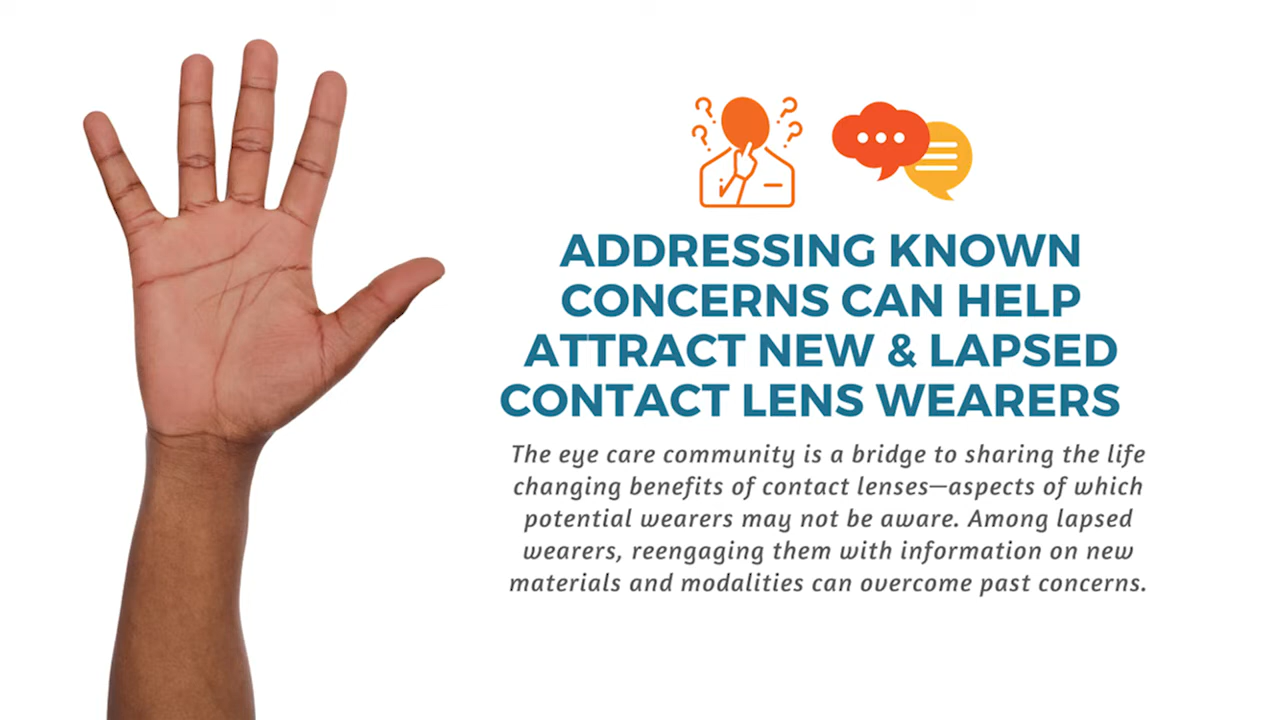 ADDRESSING KNOWN
CONCERNS CAN HELP
ATTRACT NEW & LAPSED
CONTACT LENS WEARERS
The eye care community is a bridge to sharing the life
changing benefits of contact lenses—aspects of which
potential wearers may not be aware. Among lapsed
wearers, reengaging them with information on new
materials and modalities can overcome past concerns.